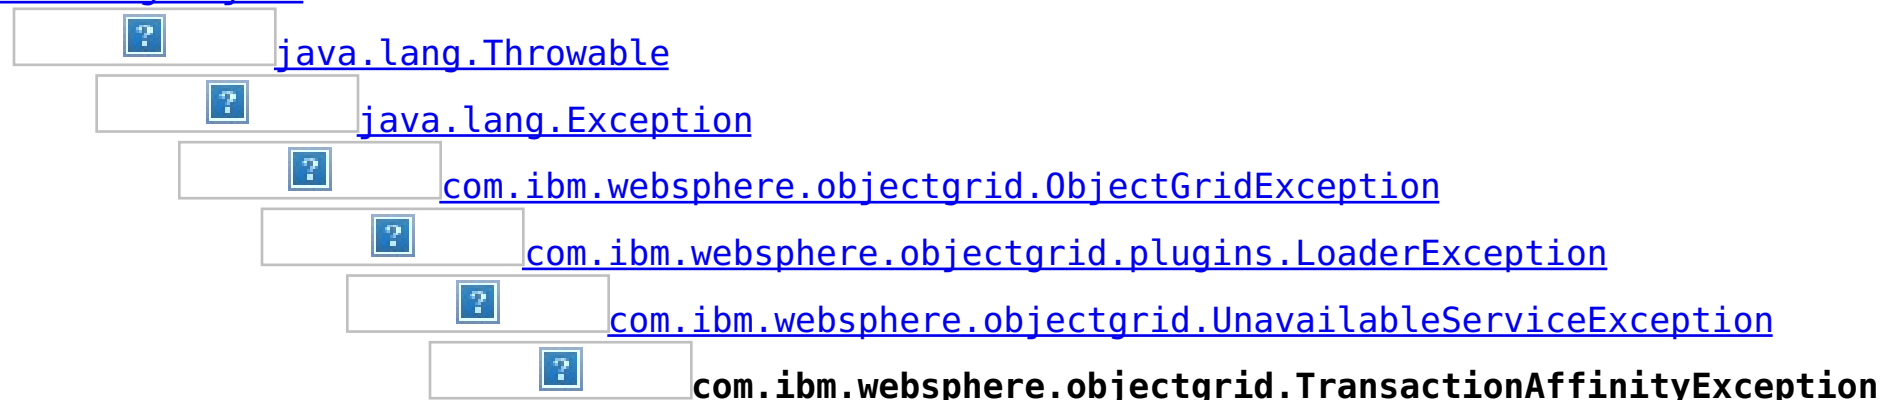 java.lang.Throwable
java.lang.Exception
com.ibm.websphere.objectgrid.ObjectGridException
com.ibm.websphere.objectgrid.plugins.LoaderException
com.ibm.websphere.objectgrid.UnavailableServiceException
com.ibm.websphere.objectgrid.TransactionAffinityException